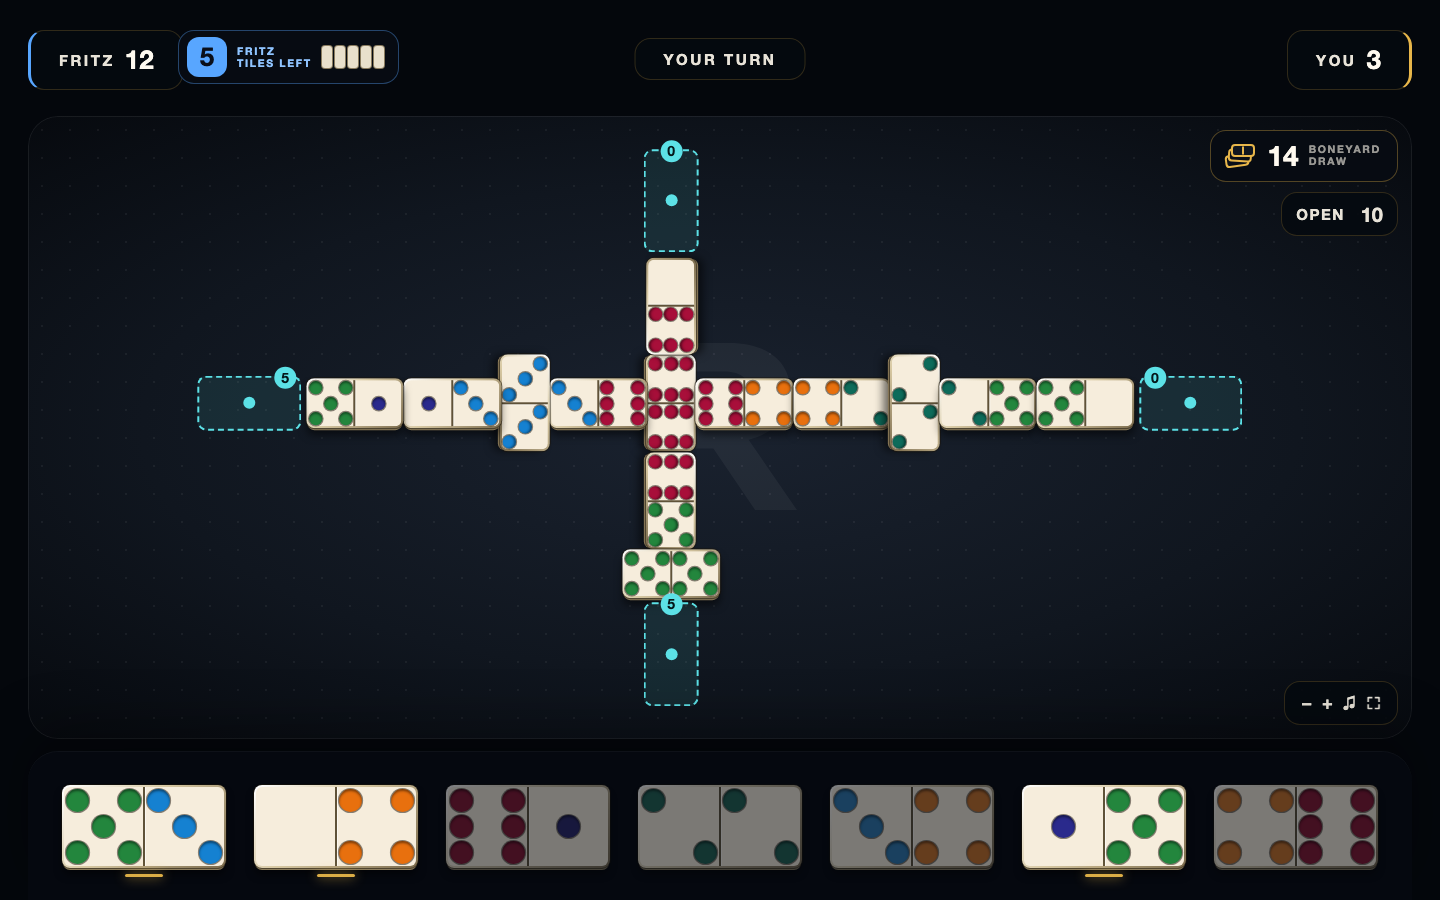 FRITZ 12
5 FRITZ
TILES LEFT
YOUR TURN
YOU 3
14 BONEYARD
DRAW
OPEN 10
0
5
0
5
R
− +